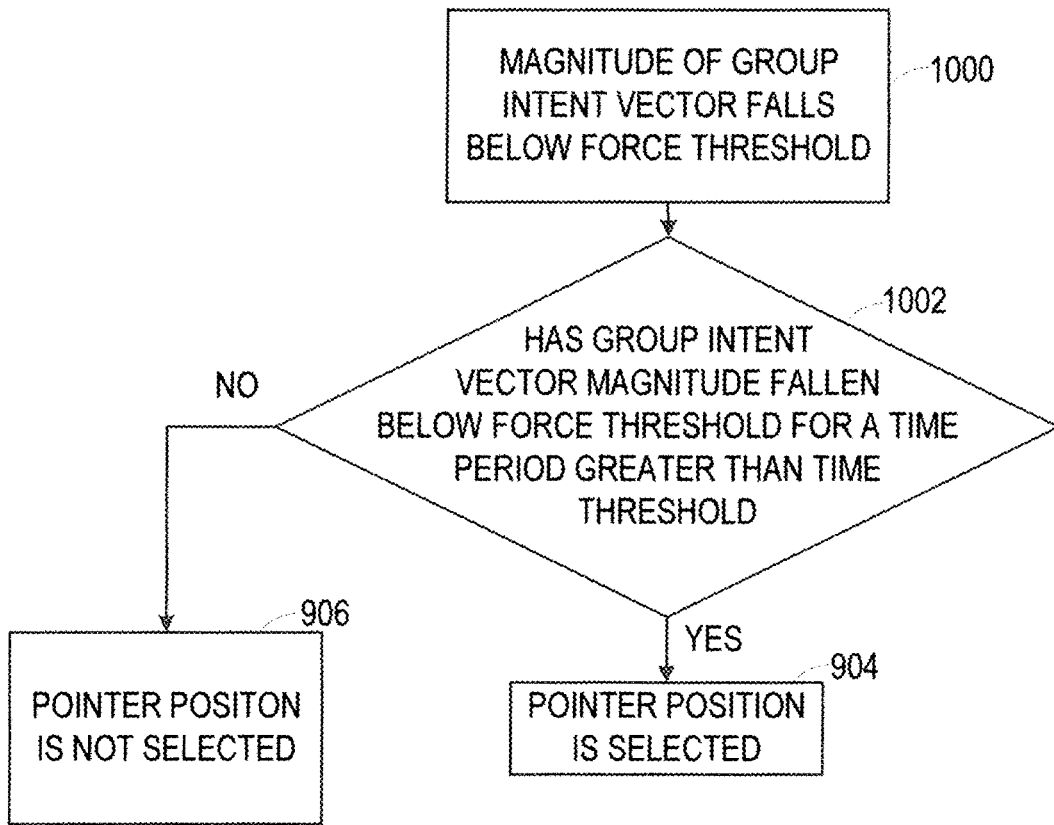 MAGNITUDE OF GROUP
INTENT VECTOR FALLS
BELOW FORCE THRESHOLD
1000
1002
HAS GROUP INTENT
VECTOR MAGNITUDE FALLEN
BELOW FORCE THRESHOLD FOR A TIME
PERIOD GREATER THAN TIME
THRESHOLD
NO
YES
906
POINTER POSITON
IS NOT SELECTED
904
POINTER POSITION
IS SELECTED